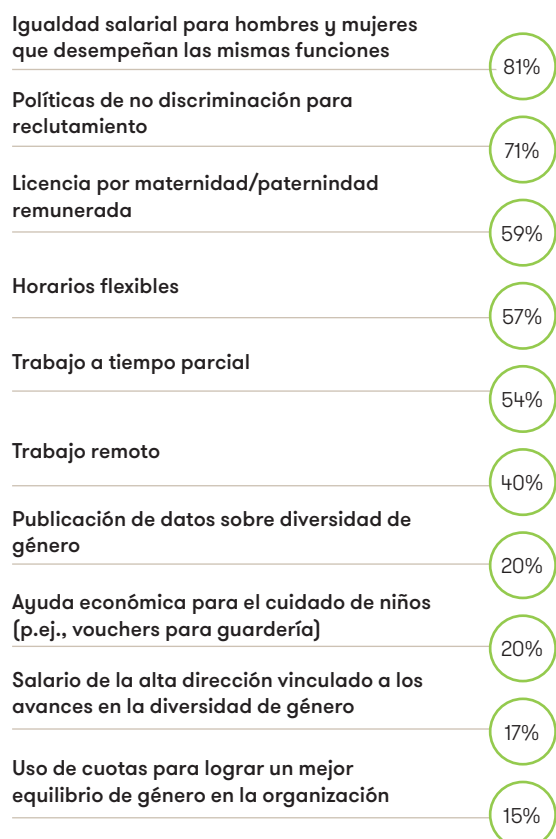 Igualdad salarial para hombres y mujeres
que desempeñan las mismas funciones
81%
Políticas de no discriminación para
reclutamiento
71%
Licencia por maternidad/paternindad
remunerada
59%
Horarios flexibles
57%
Trabajo a tiempo parcial
54%
Trabajo remoto
40%
Publicación de datos sobre diversidad de
género
20%
Ayuda económica para el cuidado de niños
(p.ej., vouchers para guardería)
20%
Salario de la alta dirección vinculado a los
avances en la diversidad de género
17%
Uso de cuotas para lograr un mejor
equilibrio de género en la organización
15%